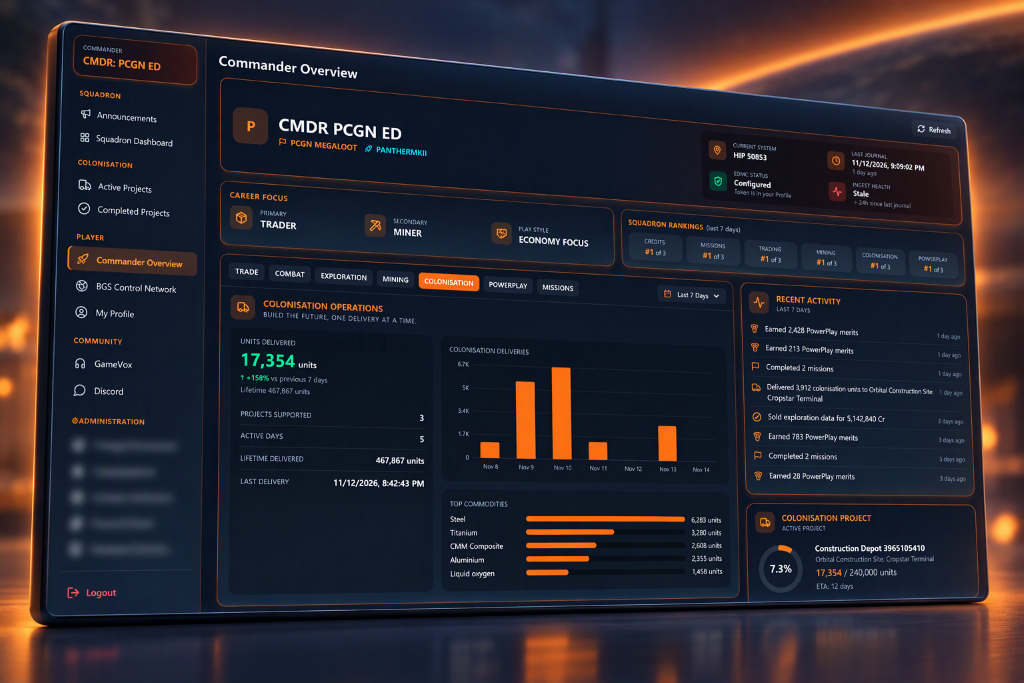 COMMANDER
CMDR: PCGN ED
SQUADRON
Announcements
Squadron Dashboard
COLONISATION
Active Projects
Completed Projects
PLAYER
Commander Overview
BGS Control Network
My Profile
COMMUNITY
GameVox
Discord
ADMINISTRATION
Logout
Commander Overview
Refresh
P
CMDR PCGN ED
PCGN MEGALOOT PANTHERMKII
CURRENT SYSTEM
HIP 50853
LAST JOURNAL
11/12/2026, 9:09:02 PM
1 day ago
EDMC STATUS
Configured
Token is in your Profile
INGEST HEALTH
Stale
> 24h since last journal
CAREER FOCUS
PRIMARY
TRADER
SECONDARY
MINER
PLAY STYLE
ECONOMY FOCUS
SQUADRON RANKINGS (last 7 days)
CREDITS
#1 of 3
MISSIONS
#1 of 3
TRADING
#1 of 3
MINING
#1 of 3
COLONISATION
#1 of 3
POWERPLAY
#1 of 3
TRADE COMBAT EXPLORATION MINING COLONISATION POWERPLAY MISSIONS
Last 7 Days
COLONISATION OPERATIONS
BUILD THE FUTURE, ONE DELIVERY AT A TIME.
UNITS DELIVERED
17,354 units
↑ +158% vs previous 7 days
Lifetime 467,867 units
PROJECTS SUPPORTED 3
ACTIVE DAYS 5
LIFETIME DELIVERED 467,867 units
LAST DELIVERY 11/12/2026, 8:42:43 PM
COLONISATION DELIVERIES
6.7K
5K
3.4K
1.7K
0
Nov 8 Nov 9 Nov 10 Nov 11 Nov 12 Nov 13 Nov 14
TOP COMMODITIES
Steel 6,283 units
Titanium 3,280 units
CMM Composite 2,608 units
Aluminium 2,355 units
Liquid oxygen 1,458 units
RECENT ACTIVITY
LAST 7 DAYS
Earned 2,428 PowerPlay merits 1 day ago
Earned 213 PowerPlay merits 1 day ago
Completed 2 missions 1 day ago
Delivered 3,912 colonisation units to Orbital Construction Site: 1 day ago
Cropstar Terminal
Sold exploration data for 5,142,840 Cr 3 days ago
Earned 783 PowerPlay merits 3 days ago
Completed 2 missions 3 days ago
Earned 28 PowerPlay merits 3 days ago
COLONISATION PROJECT
ACTIVE PROJECT
7.3%
Construction Depot 3965105410
Orbital Construction Site: Cropstar Terminal
17,354 / 240,000 units
ETA: 12 days